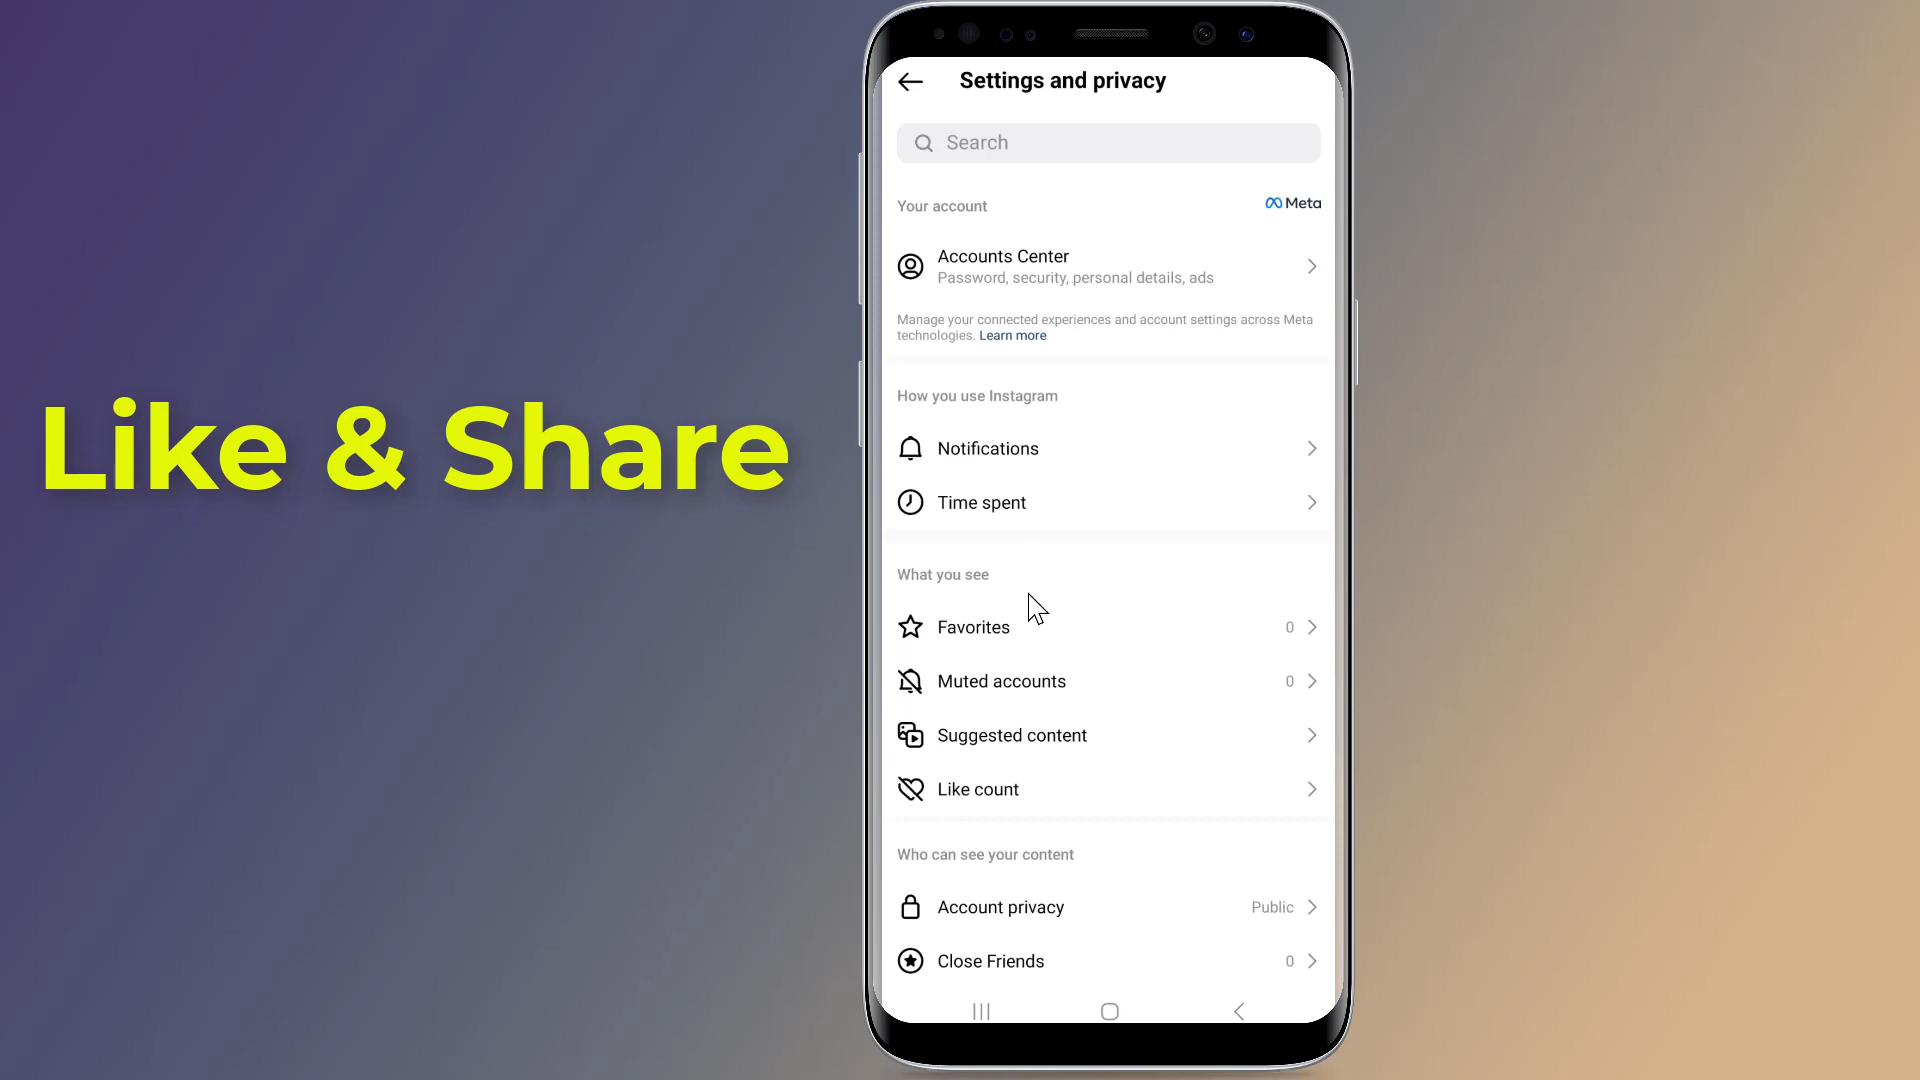 Like & Share
Settings and privacy
Search
Your account
Meta
Accounts Center
Password, security, personal details, ads
Manage your connected experiences and account settings across Meta
technologies. Learn more
How you use Instagram
Notifications
Time spent
What you see
Favorites 0
Muted accounts 0
Suggested content
Like count
Who can see your content
Account privacy Public
Close Friends 0